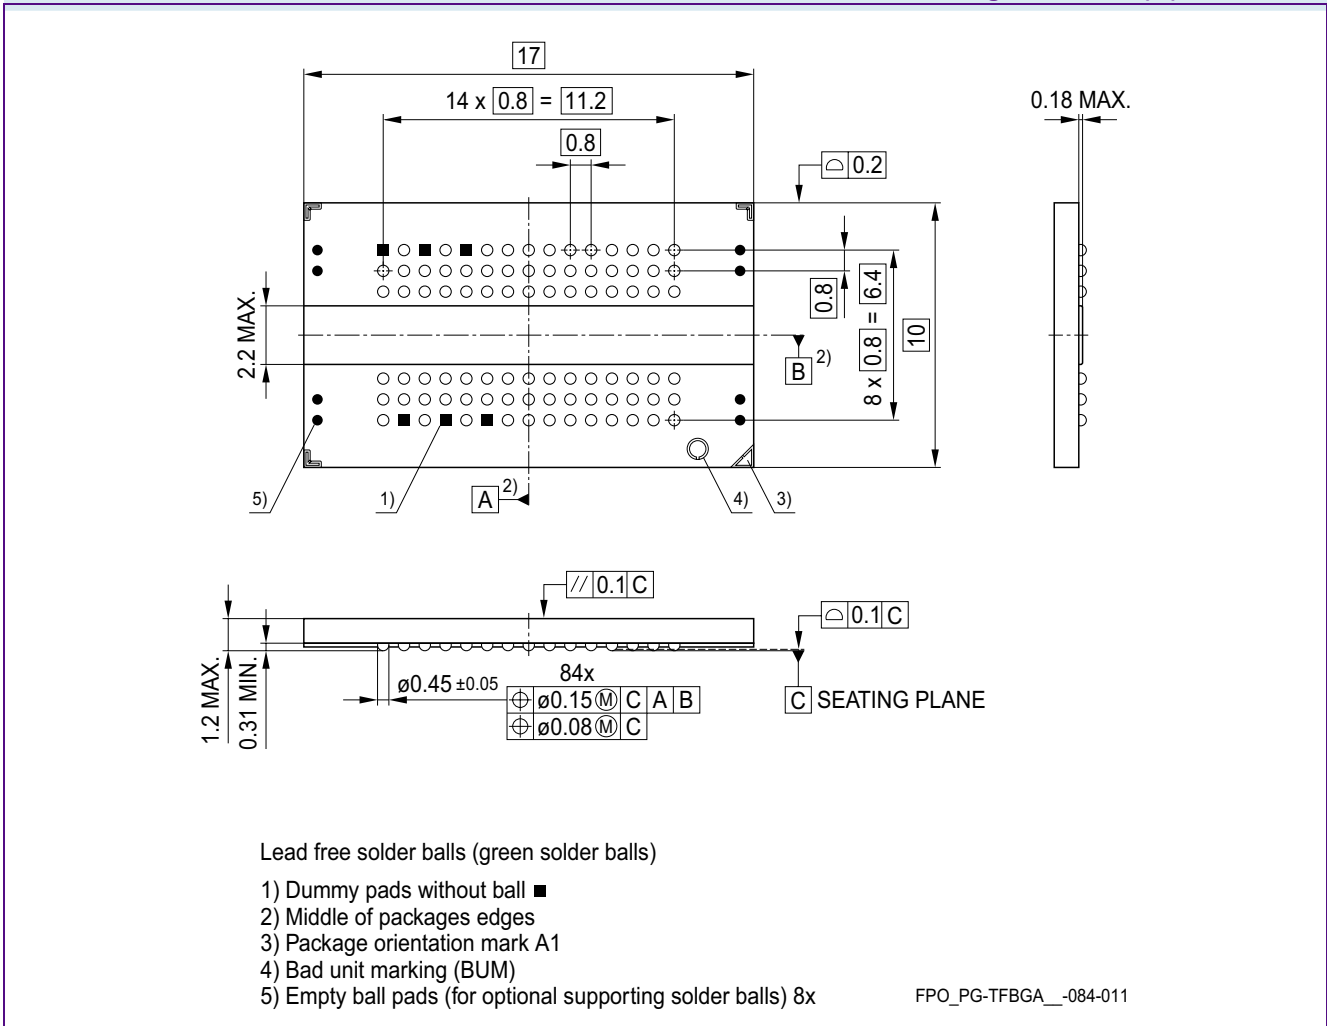 17
14 x 0.8 = 11.2
0.18 MAX.
0.8
0.2
2.2 MAX.
0.8
8 x 0.8 = 6.4
10
B 2)
5)
1)
A 2)
4)
3)
// 0.1 C
0.1 C
1.2 MAX.
0.31 MIN.
ø0.45 ±0.05
84x
ø0.15 Ⓜ C A B
ø0.08 Ⓜ C
C SEATING PLANE
Lead free solder balls (green solder balls)
1) Dummy pads without ball ■
2) Middle of packages edges
3) Package orientation mark A1
4) Bad unit marking (BUM)
5) Empty ball pads (for optional supporting solder balls) 8x
FPO_PG-TFBGA__-084-011